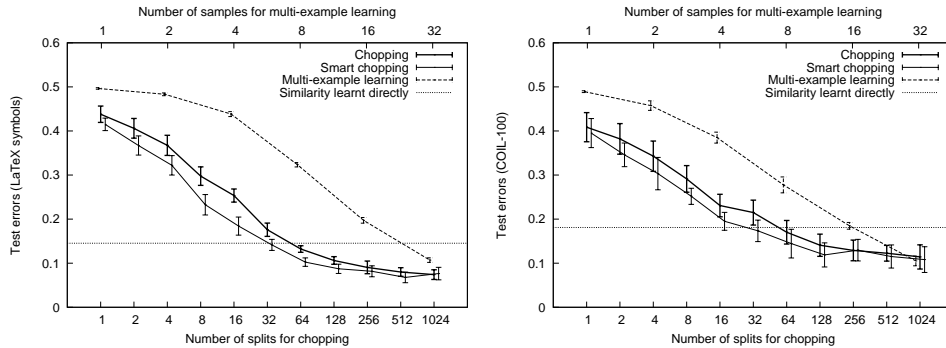 Number of samples for multi-example learning
1 2 4 8 16 32
0.6
0.5
0.4
0.3
0.2
0.1
0
Test errors (LaTeX symbols)
Chopping
Smart chopping
Multi-example learning
Similarity learnt directly
1 2 4 8 16 32 64 128 256 512 1024
Number of splits for chopping
Number of samples for multi-example learning
1 2 4 8 16 32
0.6
0.5
0.4
0.3
0.2
0.1
0
Test errors (COIL-100)
Chopping
Smart chopping
Multi-example learning
Similarity learnt directly
1 2 4 8 16 32 64 128 256 512 1024
Number of splits for chopping